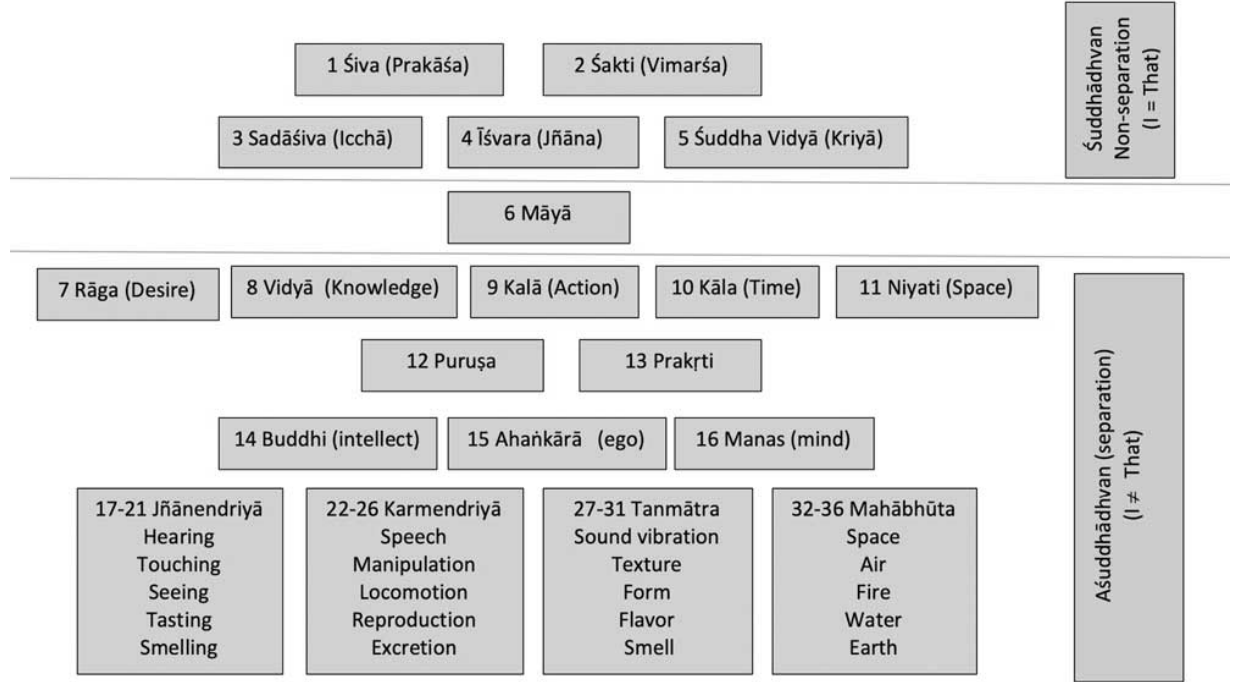 1 Śiva (Prakāśa)
2 Śakti (Vimarśa)
3 Sadāśiva (Icchā)
4 Īśvara (Jñāna)
5 Śuddha Vidyā (Kriyā)
Śuddhādhvan
Non-separation
(I = That)
6 Māyā
7 Rāga (Desire)
8 Vidyā (Knowledge)
9 Kalā (Action)
10 Kāla (Time)
11 Niyati (Space)
12 Puruṣa
13 Prakṛti
14 Buddhi (intellect)
15 Ahaṅkārā (ego)
16 Manas (mind)
17-21 Jñānendriyā
Hearing
Touching
Seeing
Tasting
Smelling
22-26 Karmendriyā
Speech
Manipulation
Locomotion
Reproduction
Excretion
27-31 Tanmātra
Sound vibration
Texture
Form
Flavor
Smell
32-36 Mahābhūta
Space
Air
Fire
Water
Earth
Aśuddhādhvan (separation)
(I ≠ That)